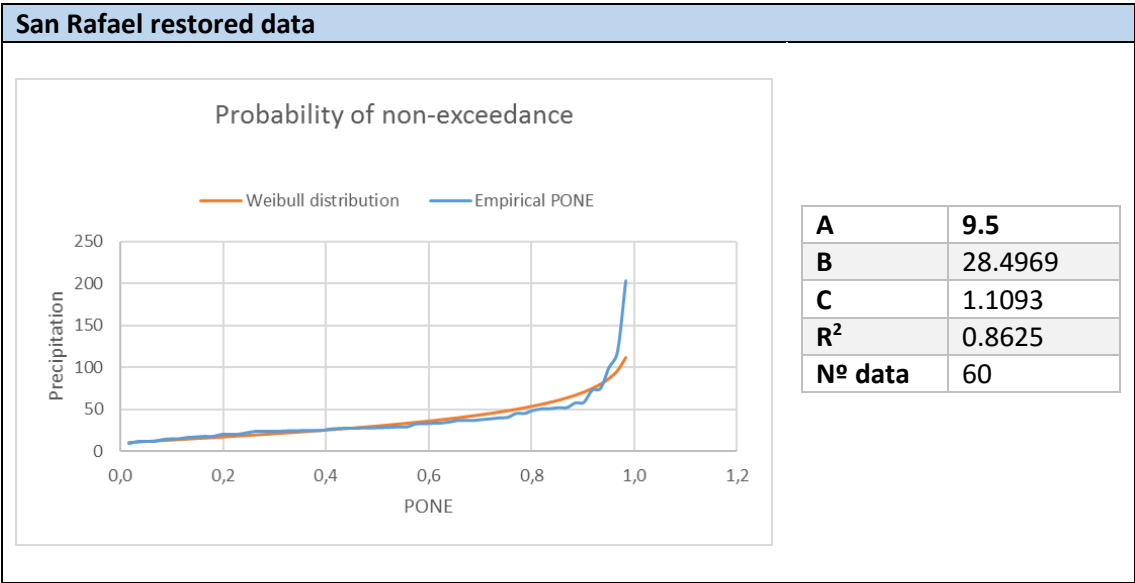 San Rafael restored data
Probability of non-exceedance
Weibull distribution Empirical PONE
250
200
150
100
50
0
Precipitation
0,0 0,2 0,4 0,6 0,8 1,0 1,2
PONE
A 9.5
B 28.4969
C 1.1093
R² 0.8625
Nº data 60